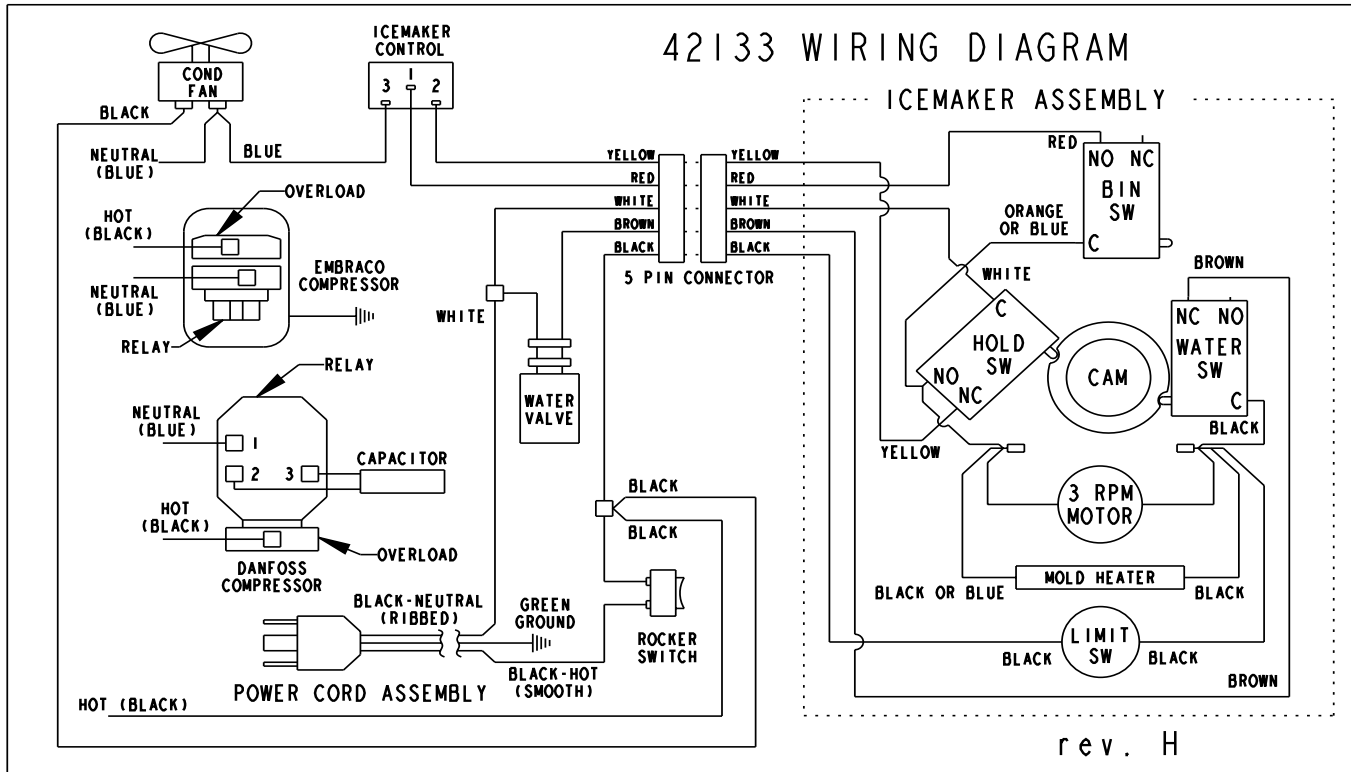 42133 WIRING DIAGRAM
COND
FAN
BLACK
NEUTRAL
(BLUE)
BLUE
ICEMAKER
CONTROL
3 1 2
OVERLOAD
HOT
(BLACK)
NEUTRAL
(BLUE)
EMBRACO
COMPRESSOR
RELAY
RELAY
NEUTRAL
(BLUE)
1
2 3
CAPACITOR
HOT
(BLACK)
OVERLOAD
DANFOSS
COMPRESSOR
BLACK-NEUTRAL
(RIBBED)
GREEN
GROUND
BLACK-HOT
(SMOOTH)
POWER CORD ASSEMBLY
HOT (BLACK)
YELLOW
RED
WHITE
BROWN
BLACK
YELLOW
RED
WHITE
BROWN
BLACK
5 PIN CONNECTOR
WHITE
WATER
VALVE
BLACK
BLACK
ROCKER
SWITCH
ICEMAKER ASSEMBLY
RED
NO NC
BIN
SW
C
ORANGE
OR BLUE
WHITE
C
HOLD
SW
NO
NC
CAM
BROWN
NC NO
WATER
SW
C
BLACK
YELLOW
3 RPM
MOTOR
MOLD HEATER
BLACK OR BLUE
BLACK
LIMIT
SW
BLACK
BLACK
BROWN
rev. H